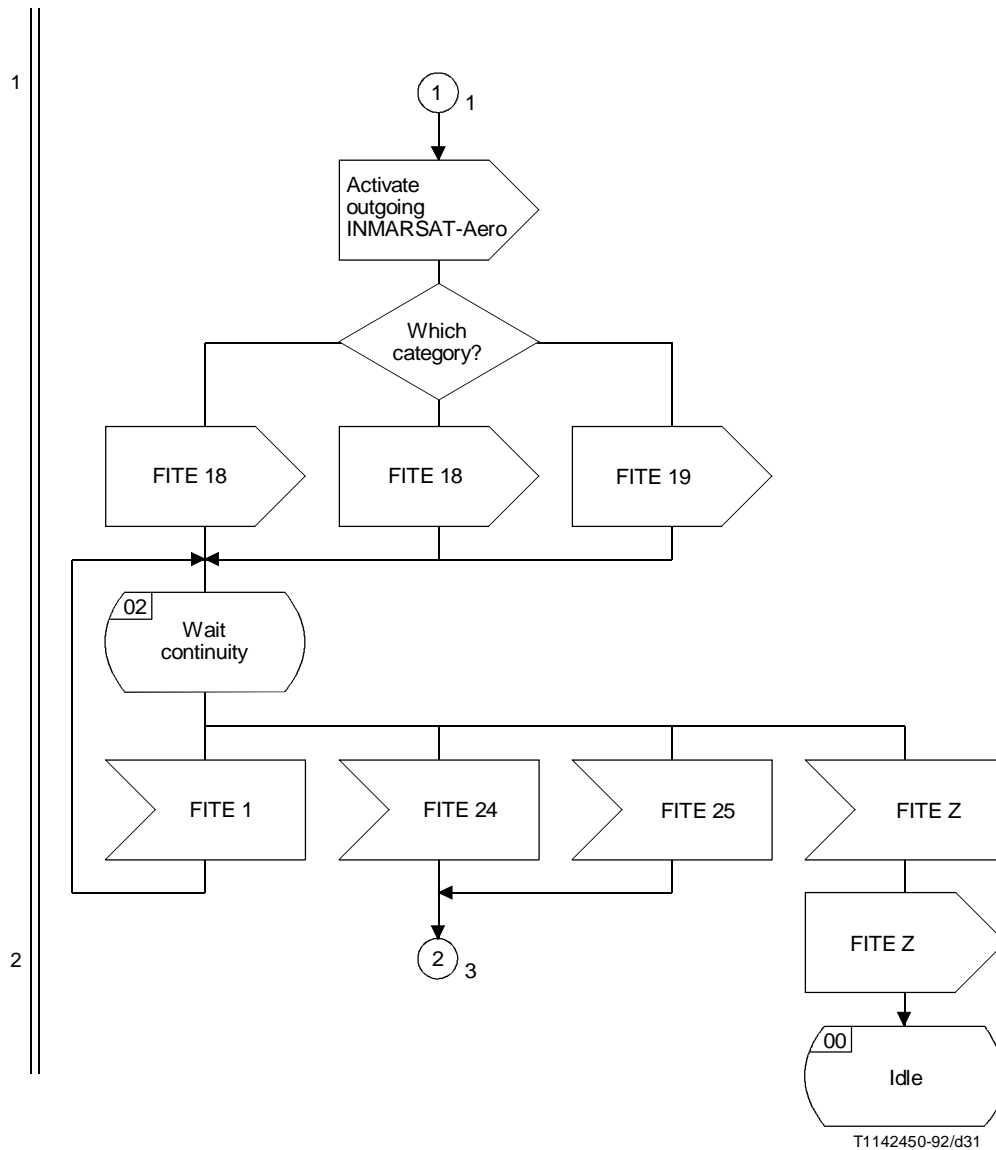 1
1
1
Activate
outgoing
INMARSAT-Aero
Which
category?
FITE 18
FITE 18
FITE 19
02
Wait
continuity
FITE 1
FITE 24
FITE 25
FITE Z
FITE Z
2
2
3
00
Idle
T1142450-92/d31